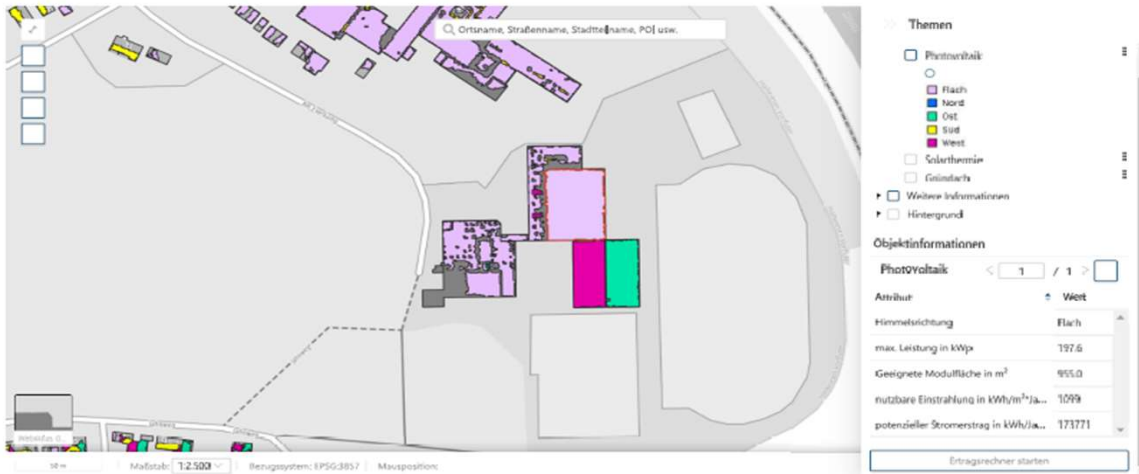 Ortsname, Straßenname, Stadtteilname, POI usw.
Themen
Photovoltaik
Flach
Nord
Ost
Süd
West
Solarthermie
Gründach
Weitere Informationen
Hintergrund
Objektinformationen
Photovoltaik < 1 / 1 >
Attribut Wert
Himmelsrichtung Flach
max. Leistung in kWp 197.6
Geeignete Modulfläche in m² 955.0
nutzbare Einstrahlung in kWh/m²*Ja... 1099
potenzieller Stromerstrag in kWh/Ja... 173771
Ertragsrechner starten
50 m Maßstab: 1:2.500 Bezugssystem: EPSG:3857 Mausposition: